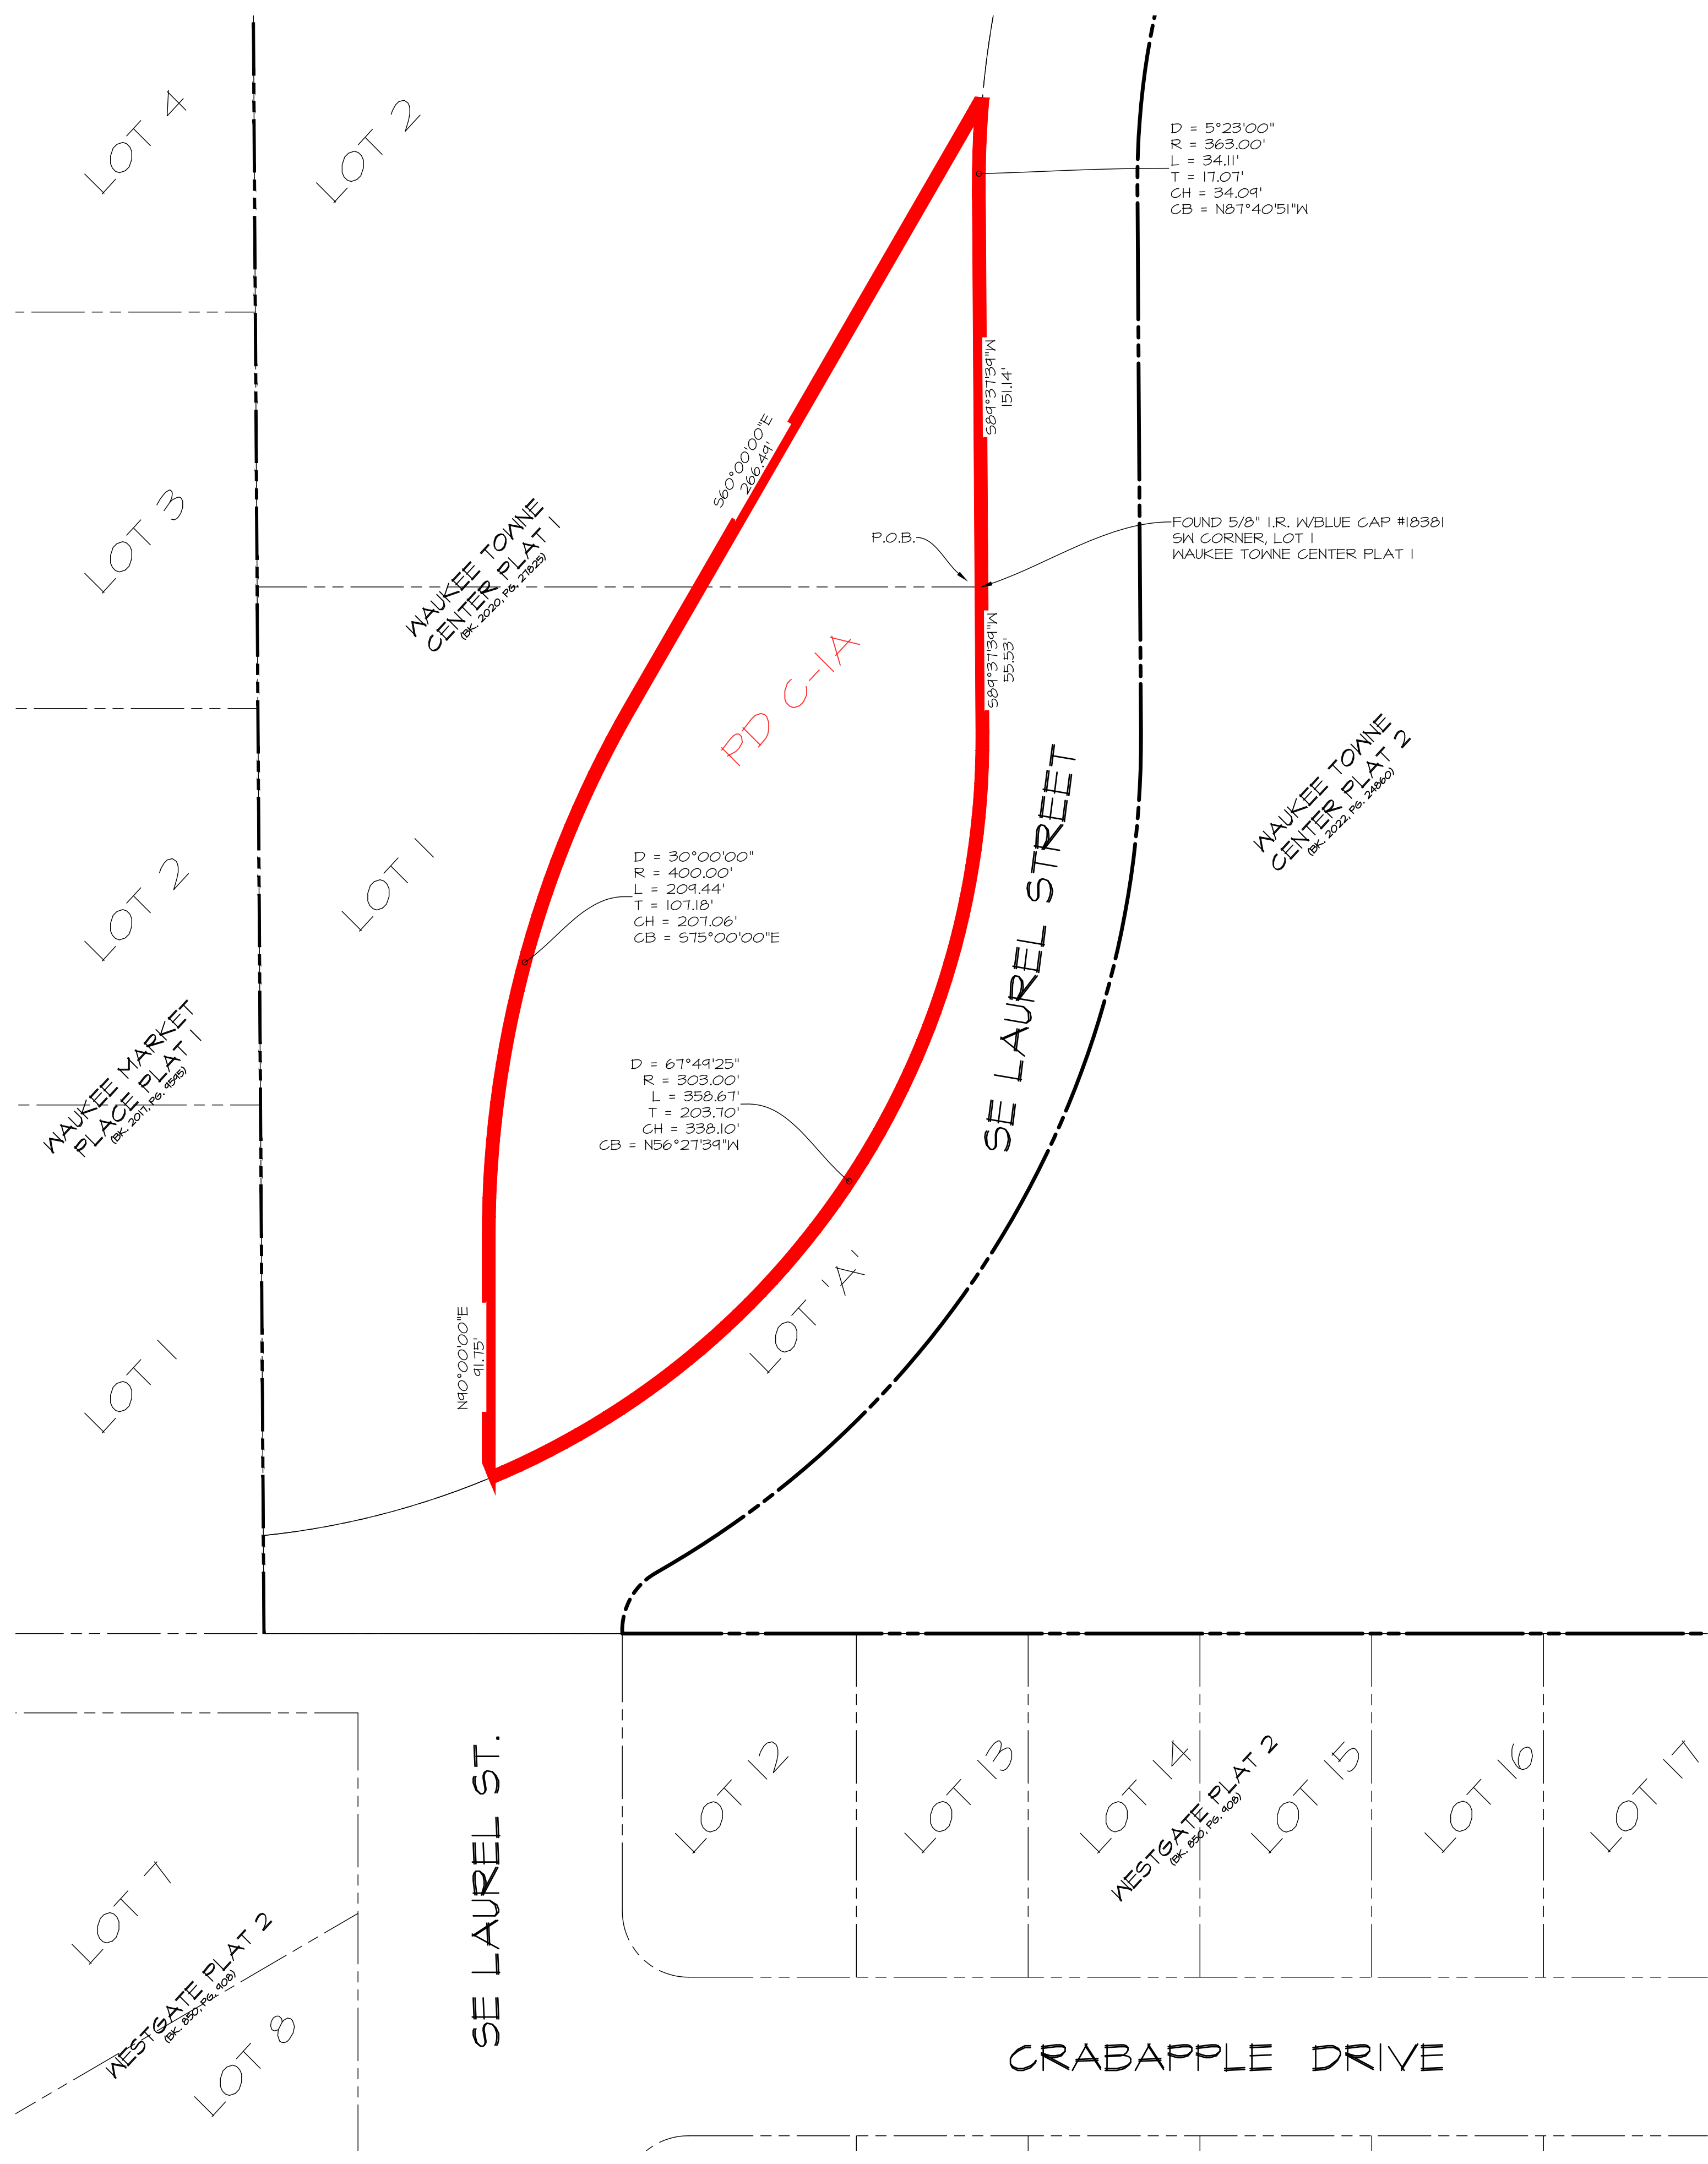 LOT 4
LOT 2
D = 5°23'00"
R = 363.00'
L = 34.11'
T = 17.07'
CH = 34.09'
CB = N87°40'51"W
S89°37'39"W
151.14'
S60°00'00"E
266.49'
LOT 3
WAUKEE TOWNE
CENTER PLAT 1
(BK. 2020, PG. 27825)
P.O.B.
FOUND 5/8" I.R. W/BLUE CAP #18381
SW CORNER, LOT 1
WAUKEE TOWNE CENTER PLAT 1
S89°37'39"W
55.53'
PD C-1A
WAUKEE TOWNE
CENTER PLAT 2
(BK. 2022, PG. 24860)
LOT 2
LOT 1
D = 30°00'00"
R = 400.00'
L = 209.44'
T = 107.18'
CH = 207.06'
CB = S75°00'00"E
SE LAUREL STREET
WAUKEE MARKET
PLACE PLAT 1
(BK. 2017, PG. 9595)
D = 67°49'25"
R = 303.00'
L = 358.67'
T = 203.70'
CH = 338.10'
CB = N56°27'39"W
LOT 'A'
N90°00'00"E
91.75'
LOT 1
SE LAUREL ST.
LOT 12
LOT 13
LOT 14
LOT 15
LOT 16
LOT 17
WESTGATE PLAT 2
(BK. 850, PG. 908)
LOT 7
WESTGATE PLAT 2
(BK. 850, PG. 908)
LOT 8
CRABAPPLE DRIVE